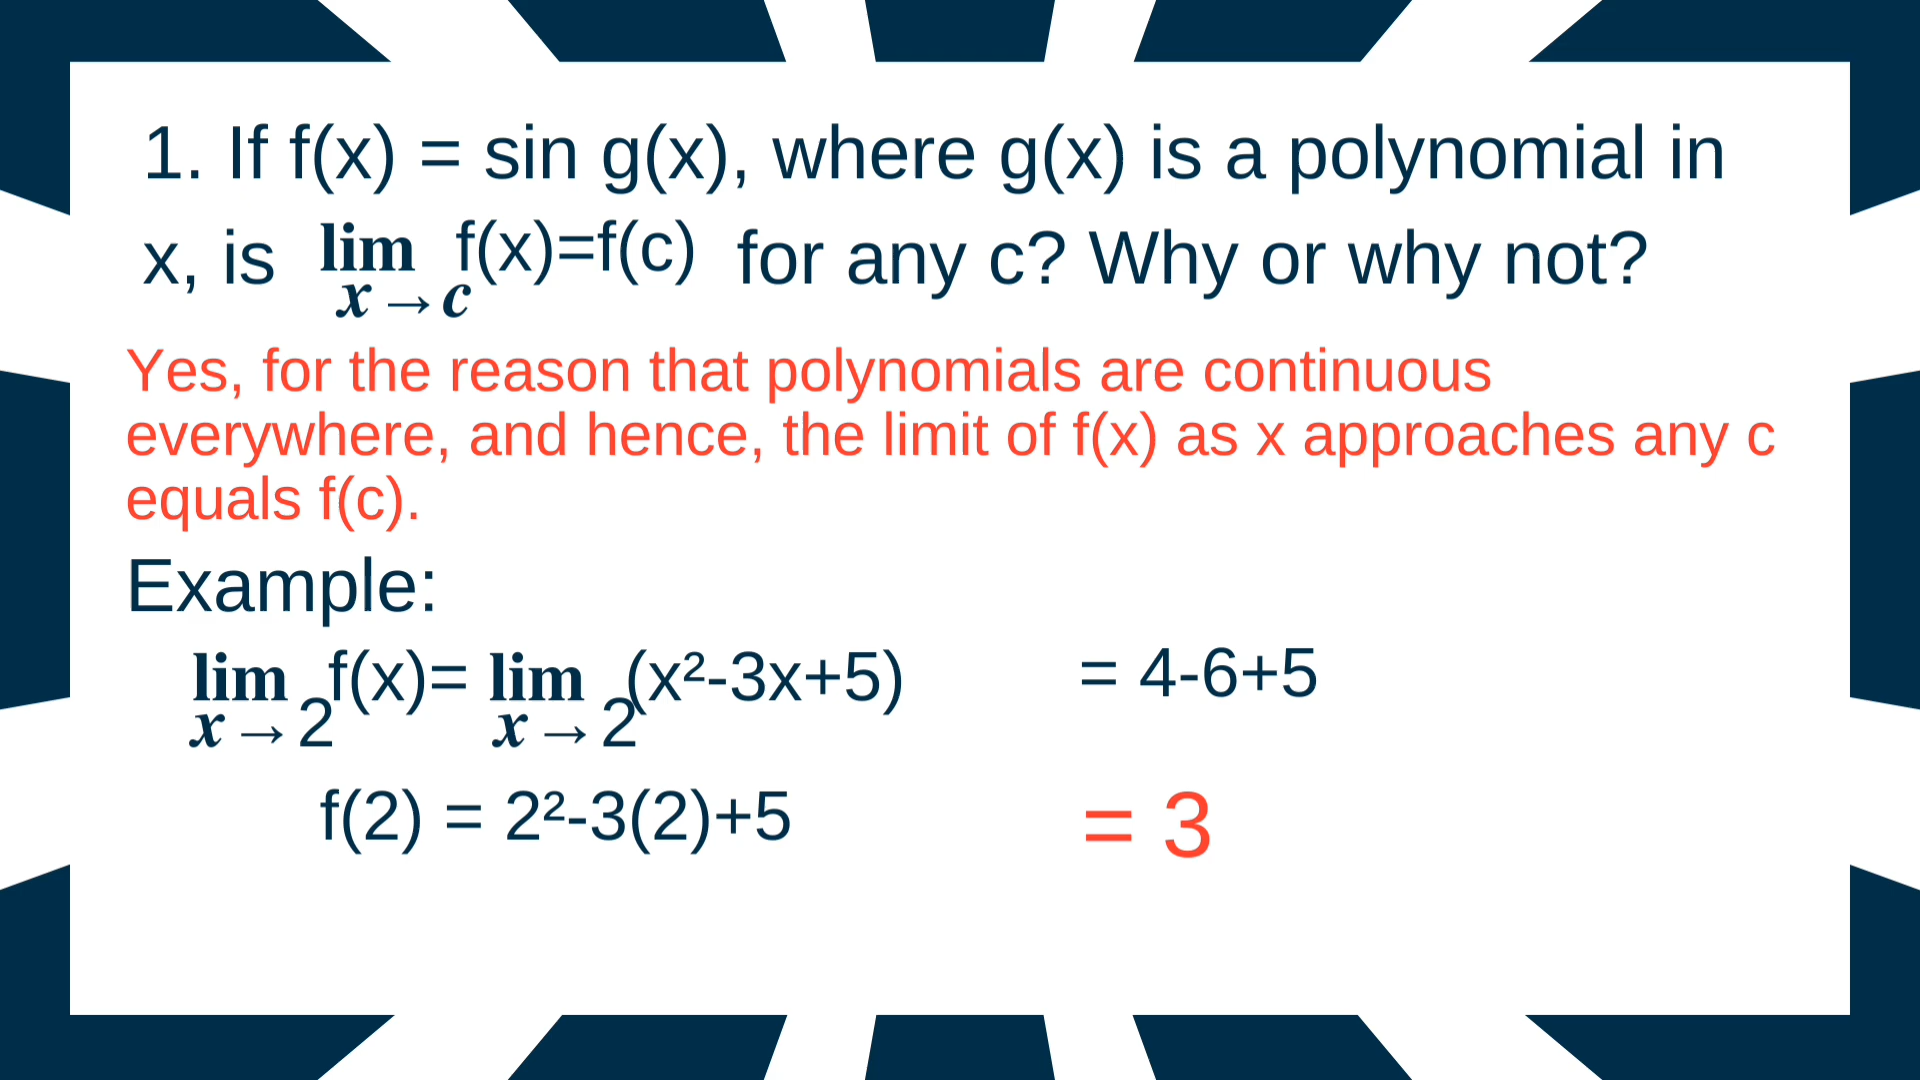 1. If f(x) = sin g(x), where g(x) is a polynomial in
x, is lim x→c f(x)=f(c) for any c? Why or why not?
Yes, for the reason that polynomials are continuous
everywhere, and hence, the limit of f(x) as x approaches any c
equals f(c).
Example:
lim x→2 f(x)= lim x→2 (x²-3x+5) = 4-6+5
f(2) = 2²-3(2)+5 = 3